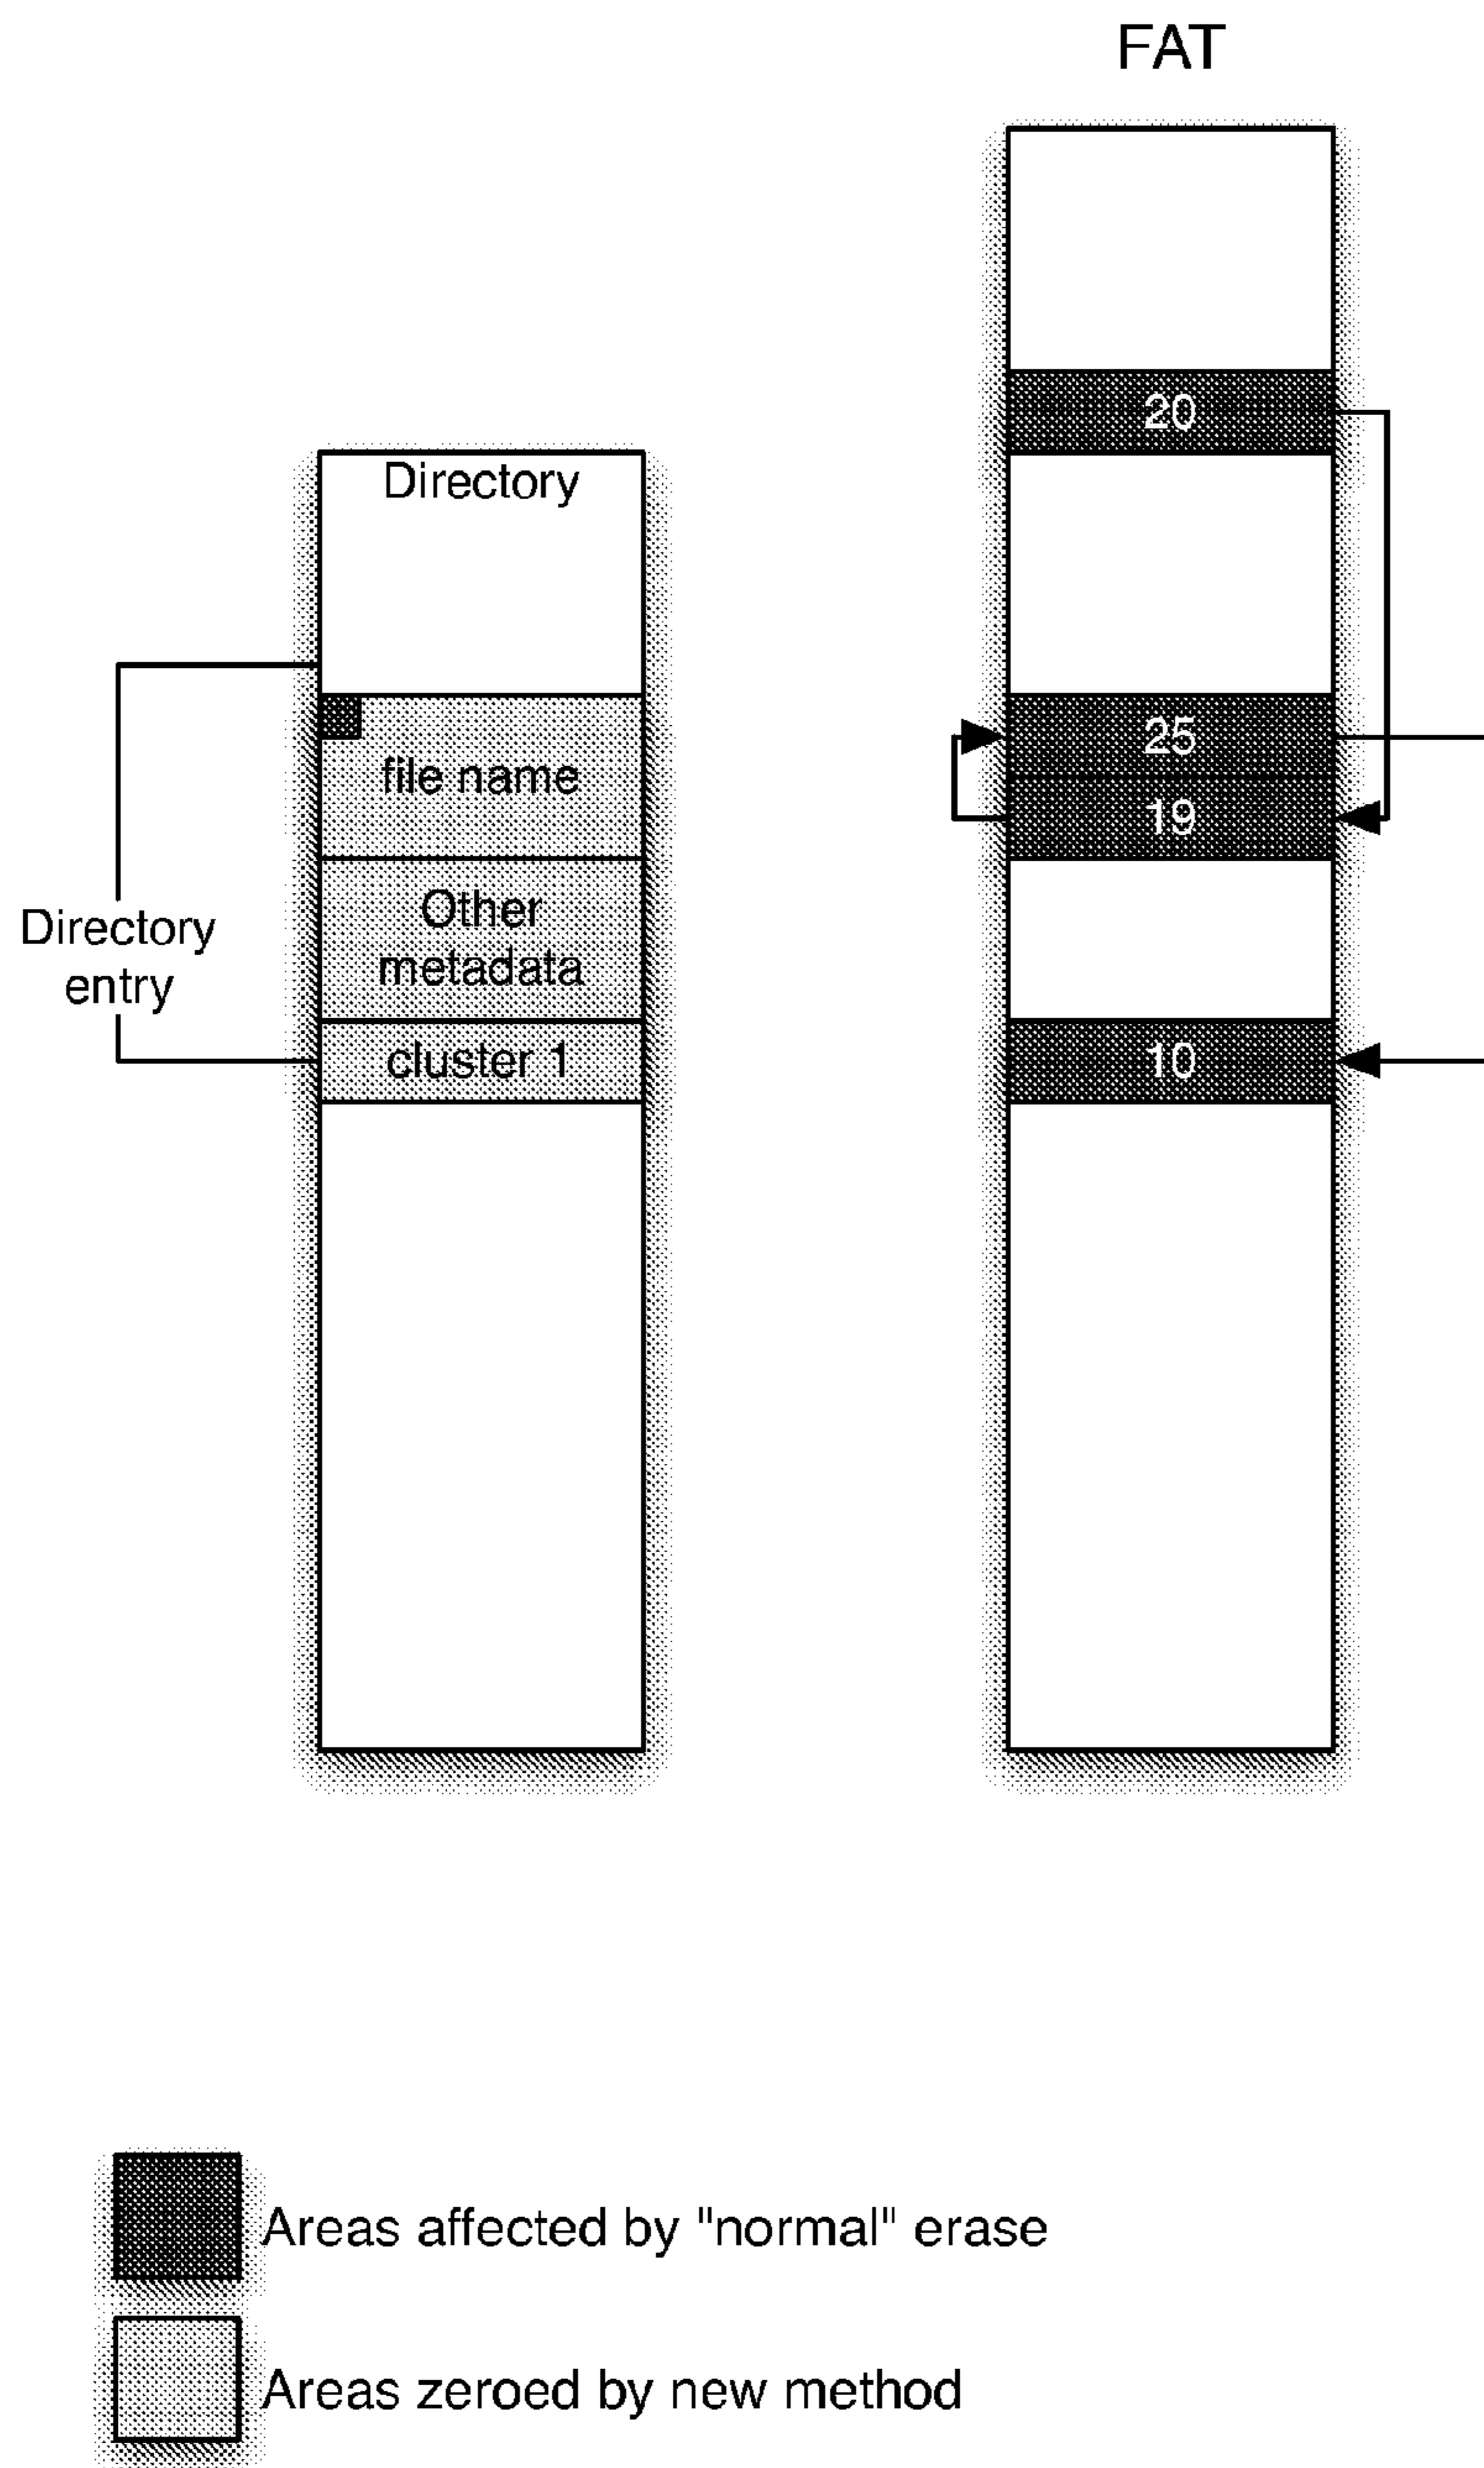 FAT
20
Directory
25
file name
19
Other
metadata
Directory
entry
cluster 1
10
Areas affected by "normal" erase
Areas zeroed by new method